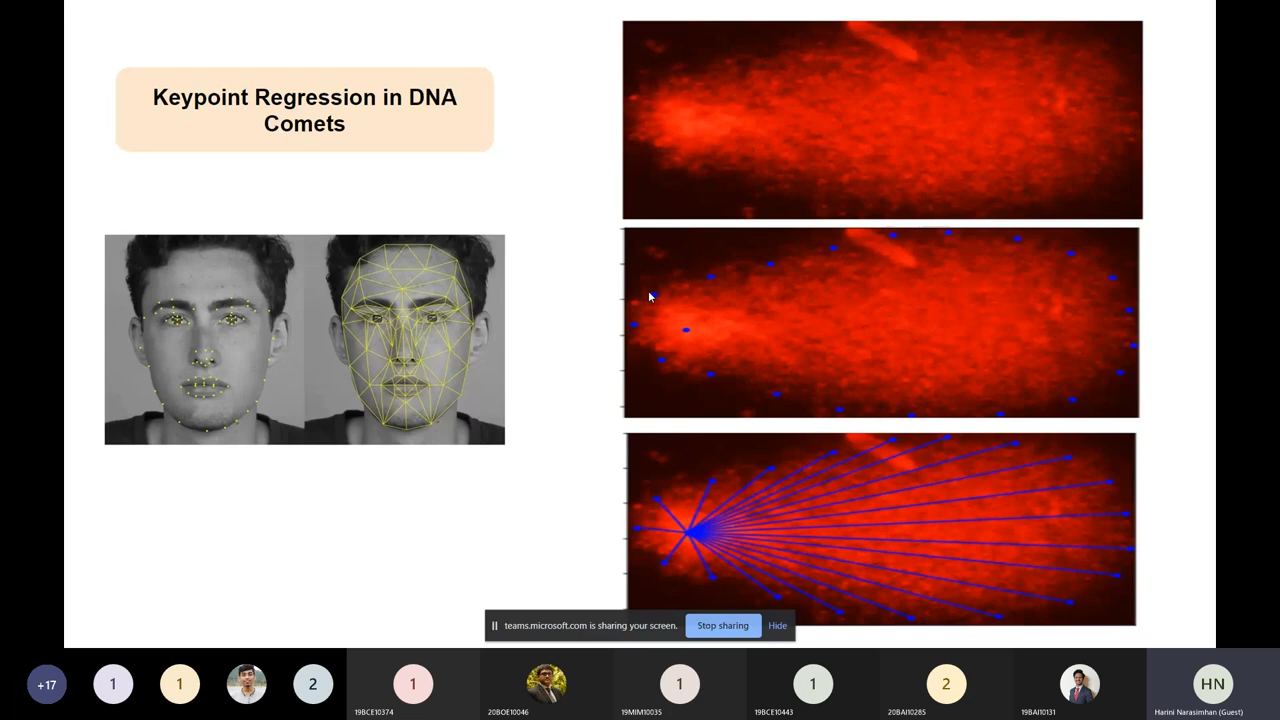 Keypoint Regression in DNA
Comets
teams.microsoft.com is sharing your screen.
Stop sharing
Hide
+17
1
1
2
1
1
1
2
HN
19BCE10374
20BOE10046
19MIM10035
19BCE10443
20BAI10285
19BAI10131
Harini Narasimhan (Guest)